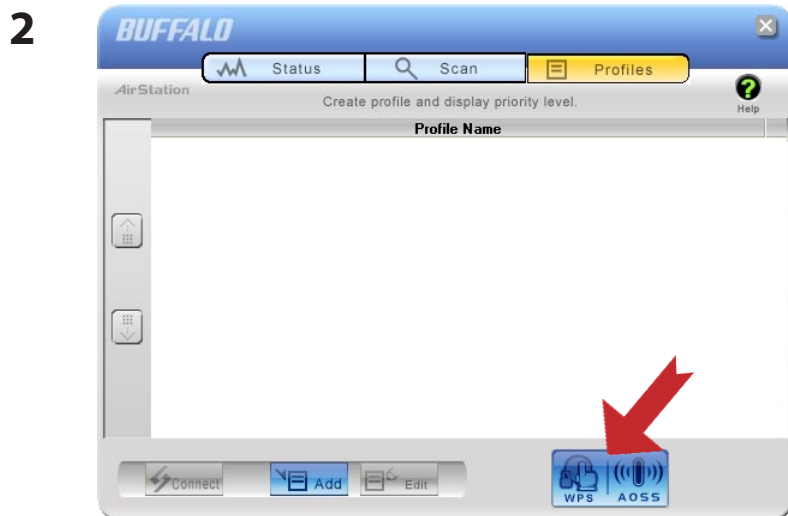 2
BUFFALO
Status
Scan
Profiles
AirStation
Create profile and display priority level.
Help
Profile Name
Connect
Add
Edit
WPS
AOSS